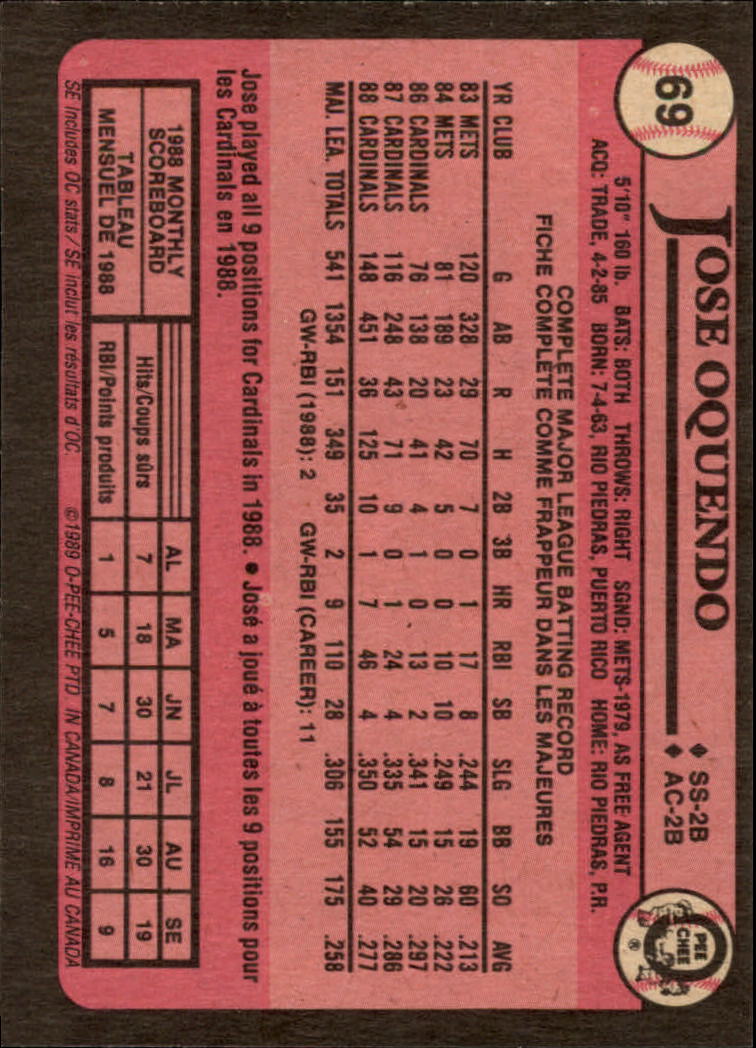 69
JOSE OQUENDO
♦ SS-2B
♦ AC-2B
PEE
CHEE
®
5'10" 160 lb. BATS: BOTH THROWS: RIGHT SGND: METS-1979, AS FREE AGENT
ACQ: TRADE, 4-2-85 BORN: 7-4-63, RIO PIEDRAS, PUERTO RICO HOME: RIO PIEDRAS, P.R.
COMPLETE MAJOR LEAGUE BATTING RECORD
FICHE COMPLÈTE COMME FRAPPEUR DANS LES MAJEURES
YR CLUB G AB R H 2B 3B HR RBI SB SLG BB SO AVG
83 METS 120 328 29 70 7 0 1 17 8 .244 19 60 .213
84 METS 81 189 23 42 5 0 0 10 10 .249 15 26 .222
86 CARDINALS 76 138 20 41 4 1 0 13 2 .341 15 20 .297
87 CARDINALS 116 248 43 71 9 0 1 24 4 .335 54 29 .286
88 CARDINALS 148 451 36 125 10 1 7 46 4 .350 52 40 .277
MAJ. LEA. TOTALS 541 1354 151 349 35 2 9 110 28 .306 155 175 .258
GW-RBI (1988): 2 GW-RBI (CAREER): 11
Jose played all 9 positions for Cardinals in 1988. ● José a joué à toutes les 9 positions pour
les Cardinals en 1988.
1988 MONTHLY
SCOREBOARD
TABLEAU
MENSUEL DE 1988
AL MA JN JL AU SE
Hits/Coups sûrs 7 18 30 21 30 19
RBI/Points produits 1 5 7 8 16 9
SE Includes OC stats / SE inclut les résultats d'OC. ©1989 O-PEE-CHEE PTD IN CANADA/IMPRIME AU CANADA